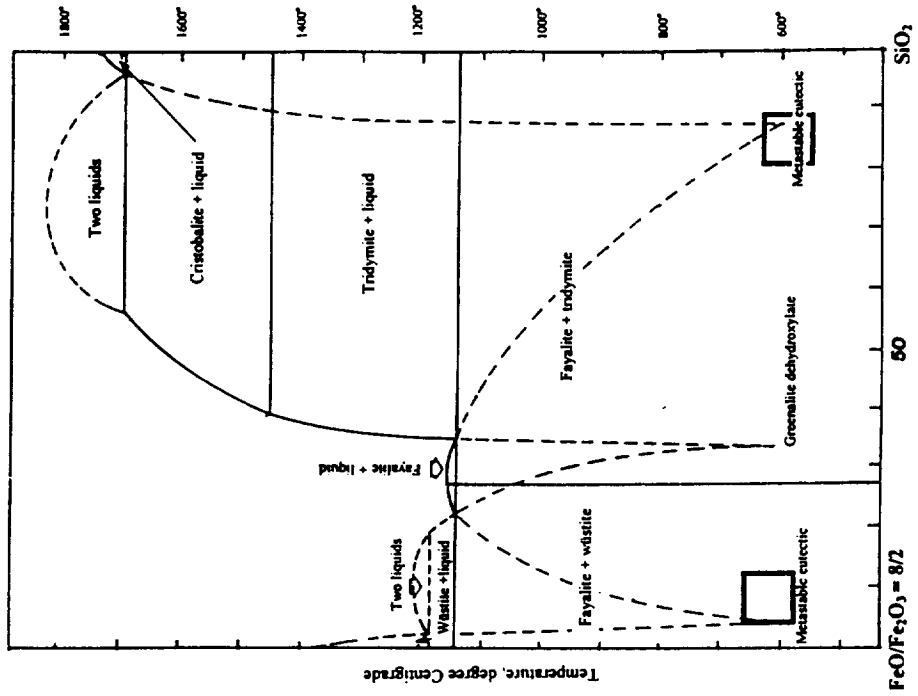 1800°
1600°
1400°
1200°
1000°
800°
600°
SiO₂
Two liquids
Cristobalite + liquid
Tridymite + liquid
Fayalite + tridymite
Metastable eutectic
Fayalite + liquid
Greenalite dehydroxylate
60
Two liquids
Wüstite +liquid
Fayalite + wüstite
Metastable eutectic
Temperature, degree Centigrade
FeO/Fe₂O₃ = 8/2